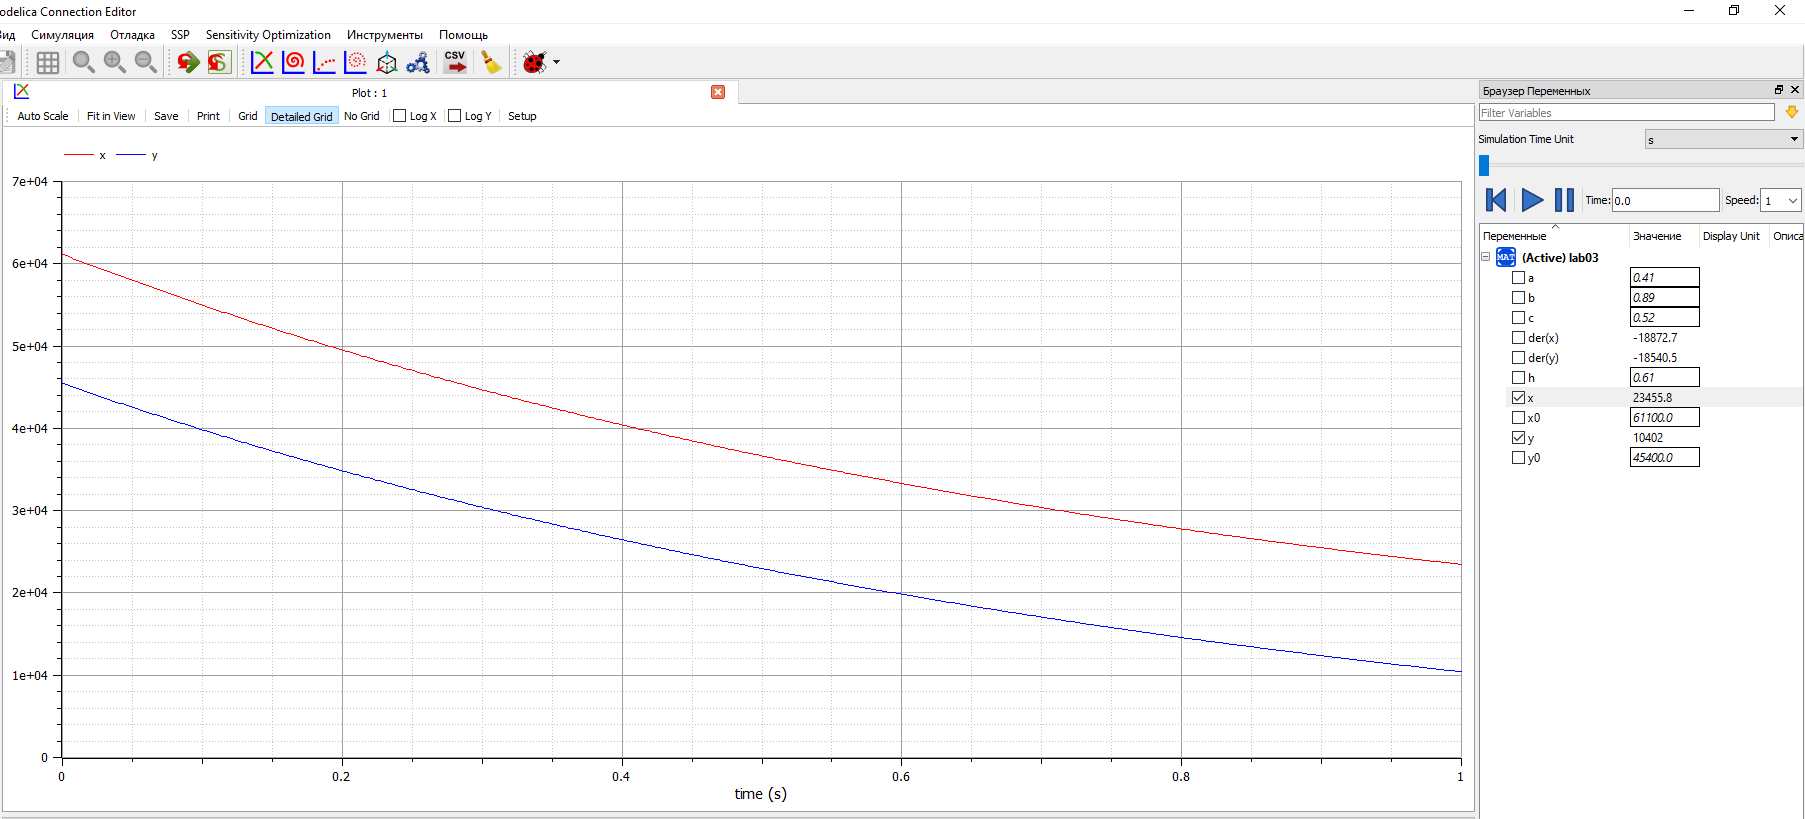 odelica Connection Editor
Вид Симуляция Отладка SSP Sensitivity Optimization Инструменты Помощь
CSV
Plot : 1
Auto Scale Fit in View Save Print Grid Detailed Grid No Grid Log X Log Y Setup
x y
7e+04
6e+04
5e+04
4e+04
3e+04
2e+04
1e+04
0
0 0.2 0.4 0.6 0.8 1
time (s)
Браузер Переменных
Filter Variables
Simulation Time Unit s
Time: 0.0 Speed: 1
Переменные Значение Display Unit Описа
MAT (Active) lab03
a 0.41
b 0.89
c 0.52
der(x) -18872.7
der(y) -18540.5
h 0.61
x 23455.8
x0 61100.0
y 10402
y0 45400.0